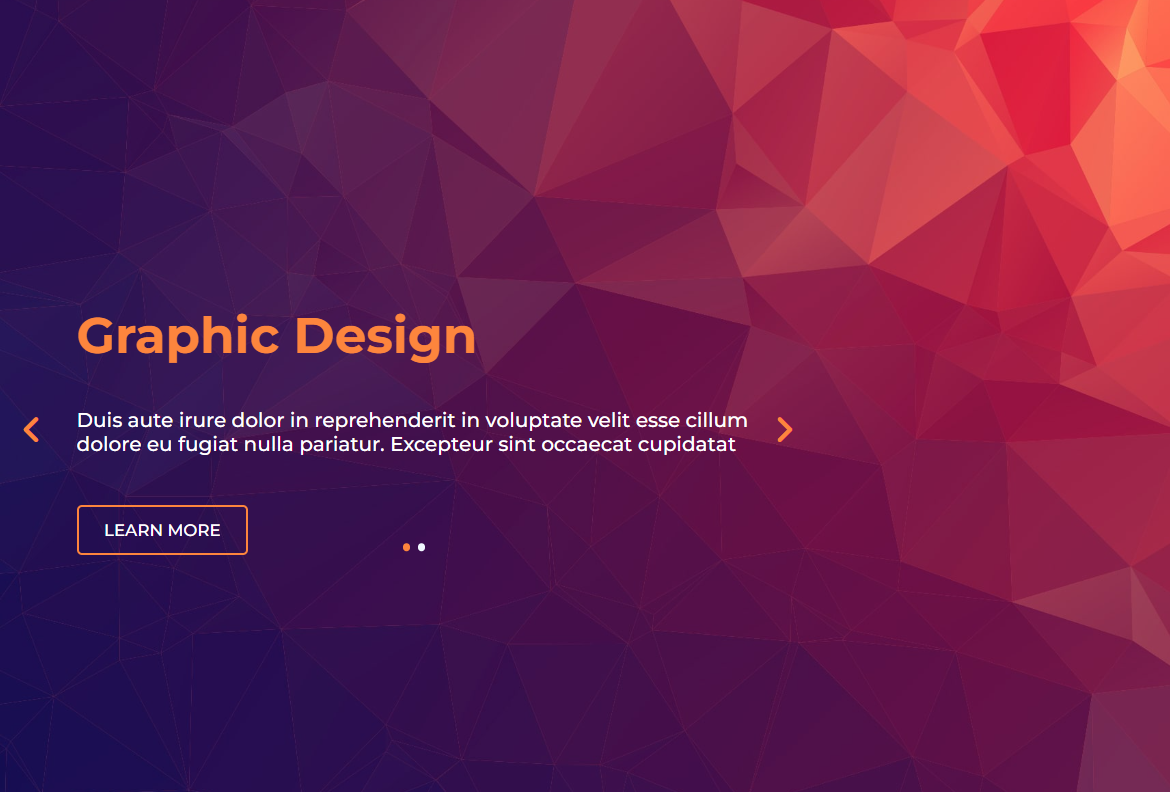 Graphic Design
Duis aute irure dolor in reprehenderit in voluptate velit esse cillum
dolore eu fugiat nulla pariatur. Excepteur sint occaecat cupidatat
LEARN MORE